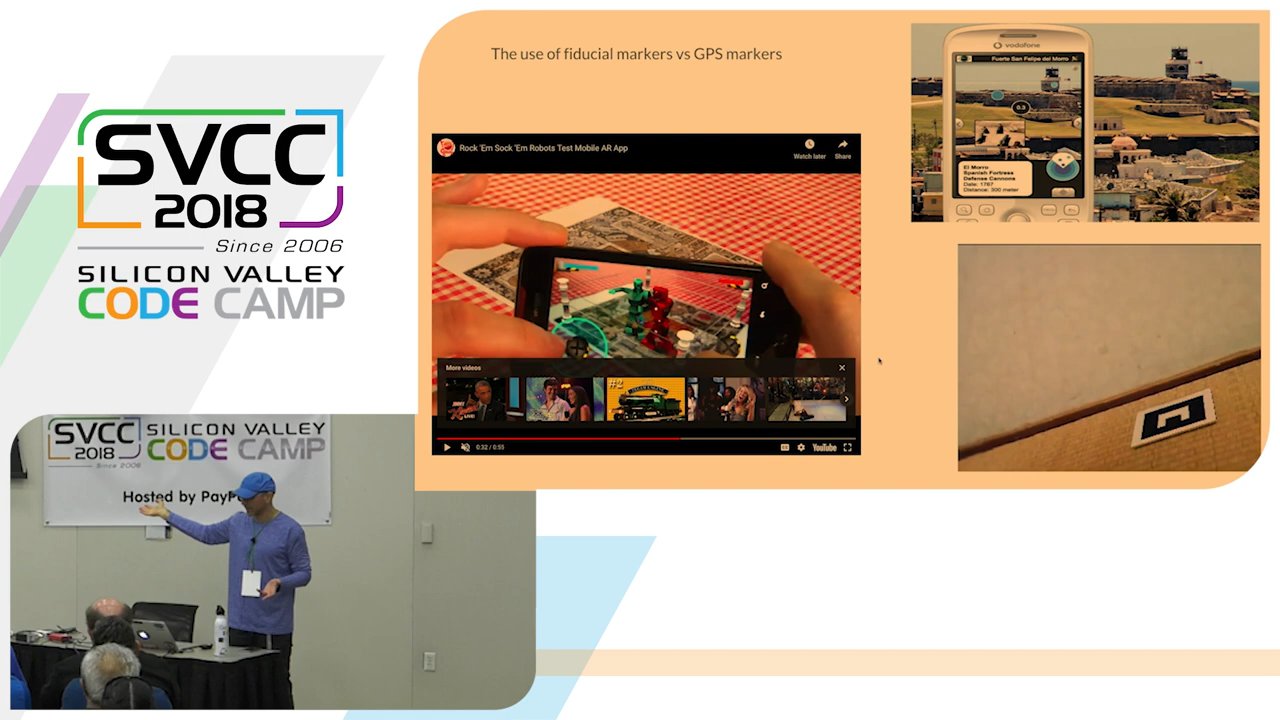 SVCC
2018
Since 2006
SILICON VALLEY
CODE CAMP
The use of fiducial markers vs GPS markers
Rock 'Em Sock 'Em Robots Test Mobile AR App
Watch later
Share
More videos
#2
0:32 / 0:55
YouTube
vodafone
Fuerte San Felipe del Morro
0.3
El Morro
Spanish Fortress
Defense Cannons
Date: 1787
Distance: 300 meter
SVCC
2018
Since 2006
SILICON VALLEY
CODE CAMP
Hosted by PayP